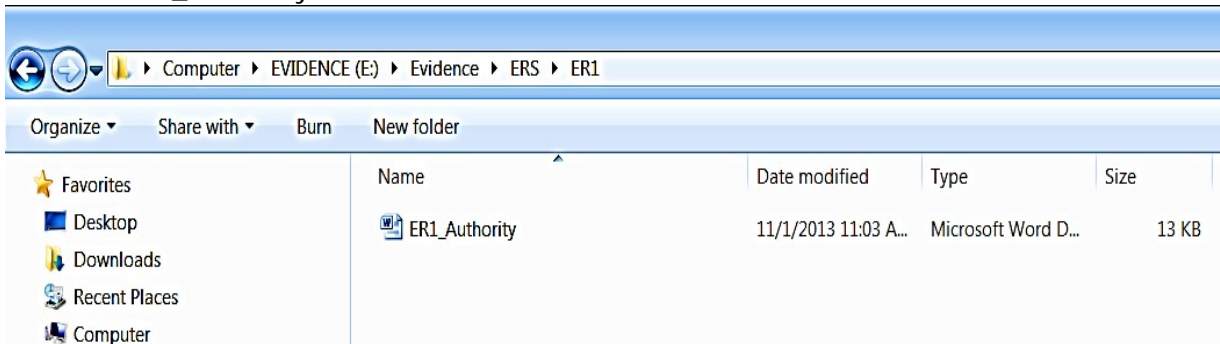 Computer ▸ EVIDENCE (E:) ▸ Evidence ▸ ERS ▸ ER1
Organize ▾ Share with ▾ Burn New folder
Favorites Name Date modified Type Size
Desktop ER1_Authority 11/1/2013 11:03 A... Microsoft Word D... 13 KB
Downloads
Recent Places
Computer